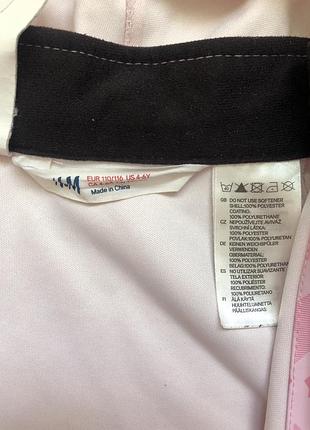 H&M
EUR 110/116 US 4-6Y
Made in China
GB DO NOT USE SOFTENER
SHELL:100% POLYESTER
COATING:
100% POLYURETHANE
CZ NEPOUŽÍVEJTE AVIVÁŽ
SVRCHNÍ LÁTKA:
100% POLYESTER
POVLAK:100% POLYURETAN
DE KEINEN WEICHSPÜLER
VERWENDEN
OBERMATERIAL:
100% POLYESTER
BELAG:100% POLYURETHAN
ES NO UTILIZAR SUAVIZANTE
TELA EXTERIOR:
100% POLIÉSTER
RECUBRIMIENTO:
100% POLIURETANO
FI ÄLÄ KÄYTÄ
HUUHTELUAINETTA
PÄÄLLIKANGAS: